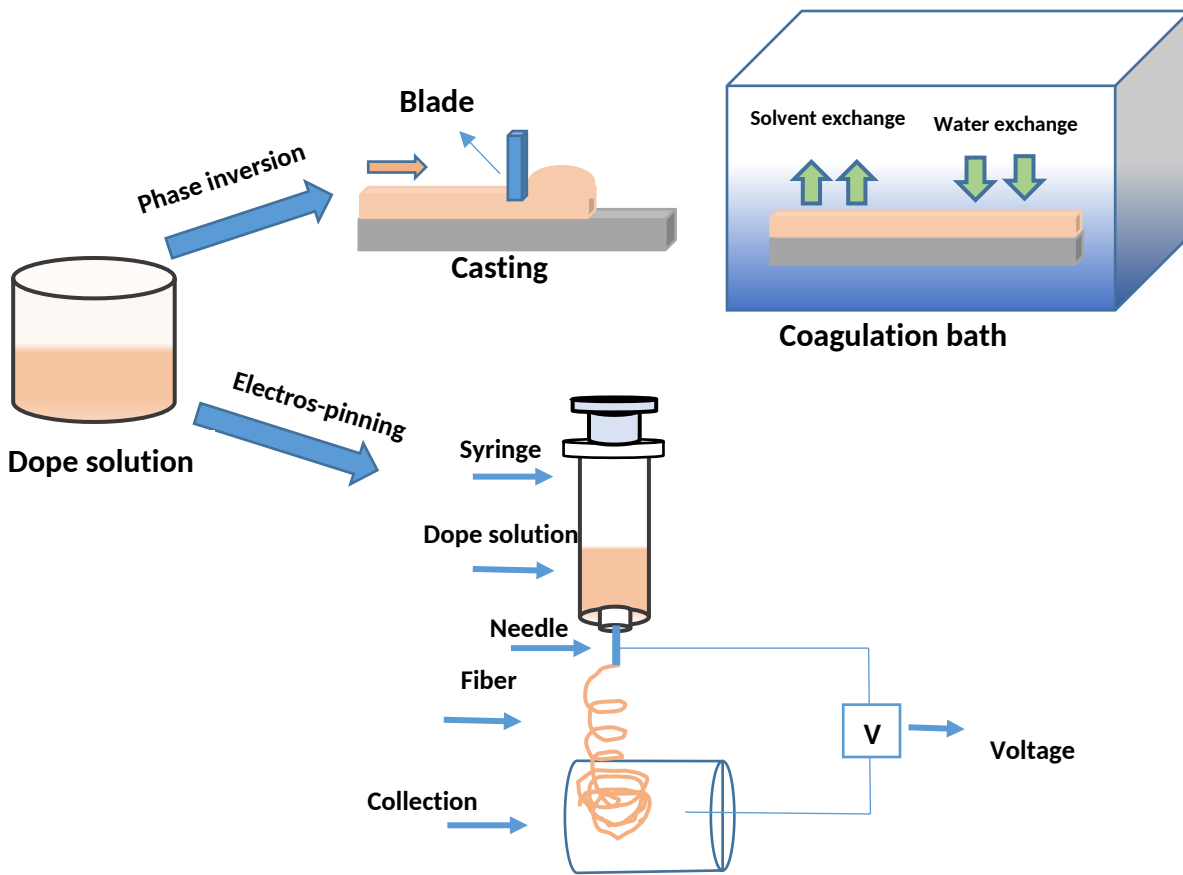 Blade
Solvent exchange
Water exchange
Phase inversion
Casting
Coagulation bath
Electros-pinning
Dope solution
Syringe
Dope solution
Needle
Fiber
V
Voltage
Collection